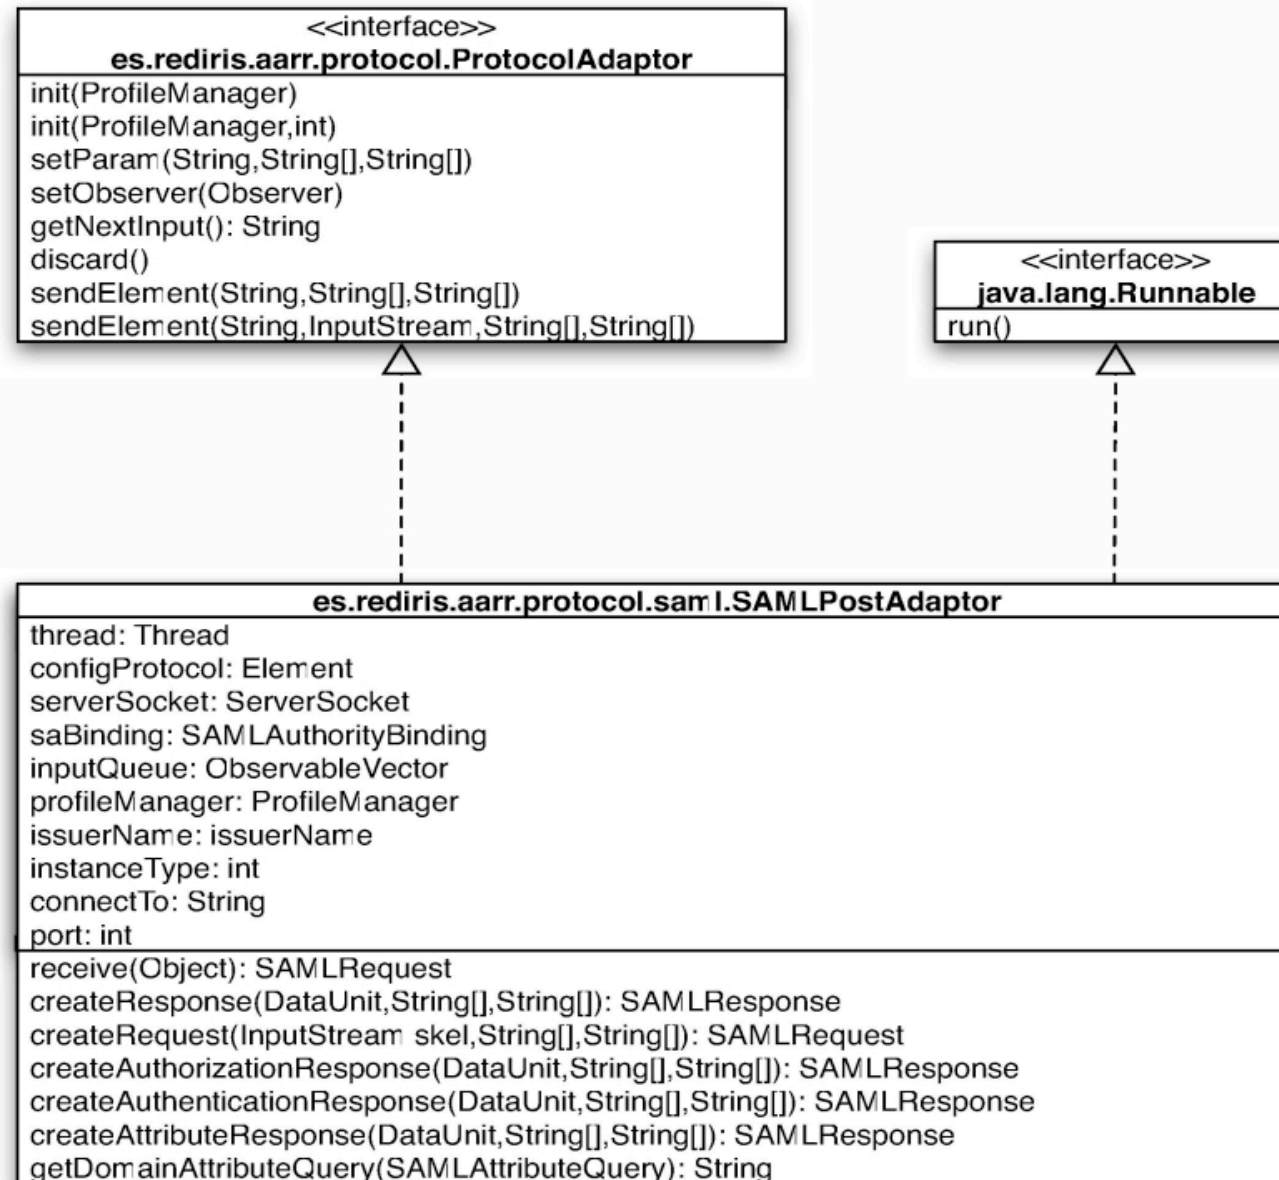 <<interface>>
es.rediris.aarr.protocol.ProtocolAdaptor
init(ProfileManager)
init(ProfileManager,int)
setParam(String,String[],String[])
setObserver(Observer)
getNextInput(): String
discard()
sendElement(String,String[],String[])
sendElement(String,InputStream,String[],String[])
<<interface>>
java.lang.Runnable
run()
es.rediris.aarr.protocol.saml.SAMLPostAdaptor
thread: Thread
configProtocol: Element
serverSocket: ServerSocket
saBinding: SAMLAuthorityBinding
inputQueue: ObservableVector
profileManager: ProfileManager
issuerName: issuerName
instanceType: int
connectTo: String
port: int
receive(Object): SAMLRequest
createResponse(DataUnit,String[],String[]): SAMLResponse
createRequest(InputStream skel,String[],String[]): SAMLRequest
createAuthorizationResponse(DataUnit,String[],String[]): SAMLResponse
createAuthenticationResponse(DataUnit,String[],String[]): SAMLResponse
createAttributeResponse(DataUnit,String[],String[]): SAMLResponse
getDomainAttributeQuery(SAMLAttributeQuery): String